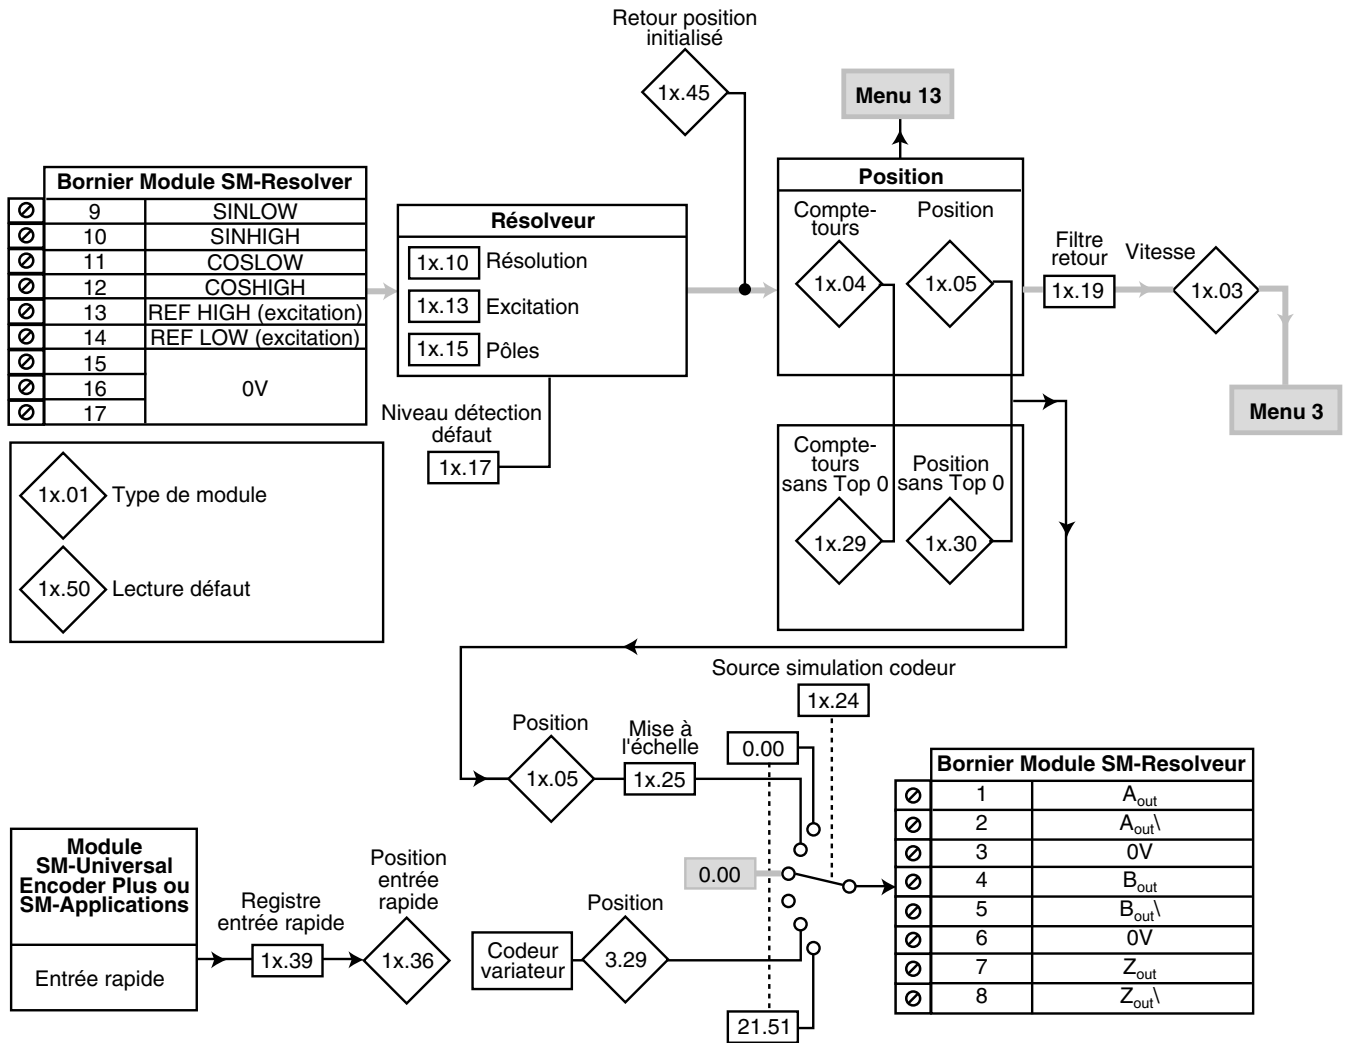 Retour position
initialisé
1x.45
Menu 13
Bornier Module SM-Resolver
9 SINLOW
10 SINHIGH
11 COSLOW
12 COSHIGH
13 REF HIGH (excitation)
14 REF LOW (excitation)
15
16 0V
17
Résolveur
1x.10 Résolution
1x.13 Excitation
1x.15 Pôles
Niveau détection
défaut
1x.17
Position
Compte-
tours
1x.04
Position
1x.05
Filtre
retour
1x.19
Vitesse
1x.03
Menu 3
Compte-
tours
sans Top 0
1x.29
Position
sans Top 0
1x.30
1x.01 Type de module
1x.50 Lecture défaut
Source simulation codeur
1x.24
Position
1x.05
Mise à
l'échelle
1x.25
0.00
0.00
Module
SM-Universal
Encoder Plus ou
SM-Applications
Entrée rapide
Registre
entrée rapide
1x.39
Position
entrée
rapide
1x.36
Codeur
variateur
Position
3.29
21.51
Bornier Module SM-Resolveur
1 Aout
2 Aout\
3 0V
4 Bout
5 Bout\
6 0V
7 Zout
8 Zout\